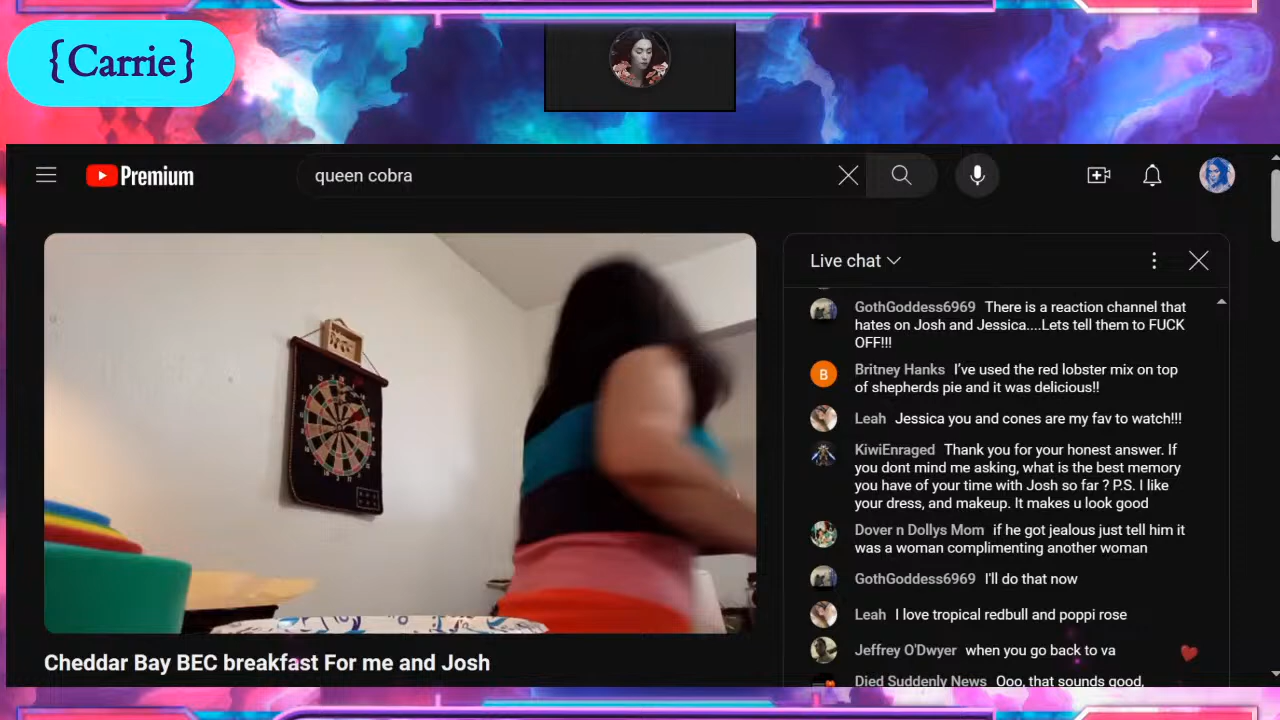 {Carrie}
Premium
queen cobra
Live chat
GothGoddess6969 There is a reaction channel that
hates on Josh and Jessica....Lets tell them to FUCK
OFF!!!
B
Britney Hanks I've used the red lobster mix on top
of shepherds pie and it was delicious!!
Leah Jessica you and cones are my fav to watch!!!
KiwiEnraged Thank you for your honest answer. If
you dont mind me asking, what is the best memory
you have of your time with Josh so far ? P.S. I like
your dress, and makeup. It makes u look good
Dover n Dollys Mom if he got jealous just tell him it
was a woman complimenting another woman
GothGoddess6969 I'll do that now
Leah I love tropical redbull and poppi rose
Jeffrey O'Dwyer when you go back to va
Died Suddenly News Ooo, that sounds good,
Cheddar Bay BEC breakfast For me and Josh